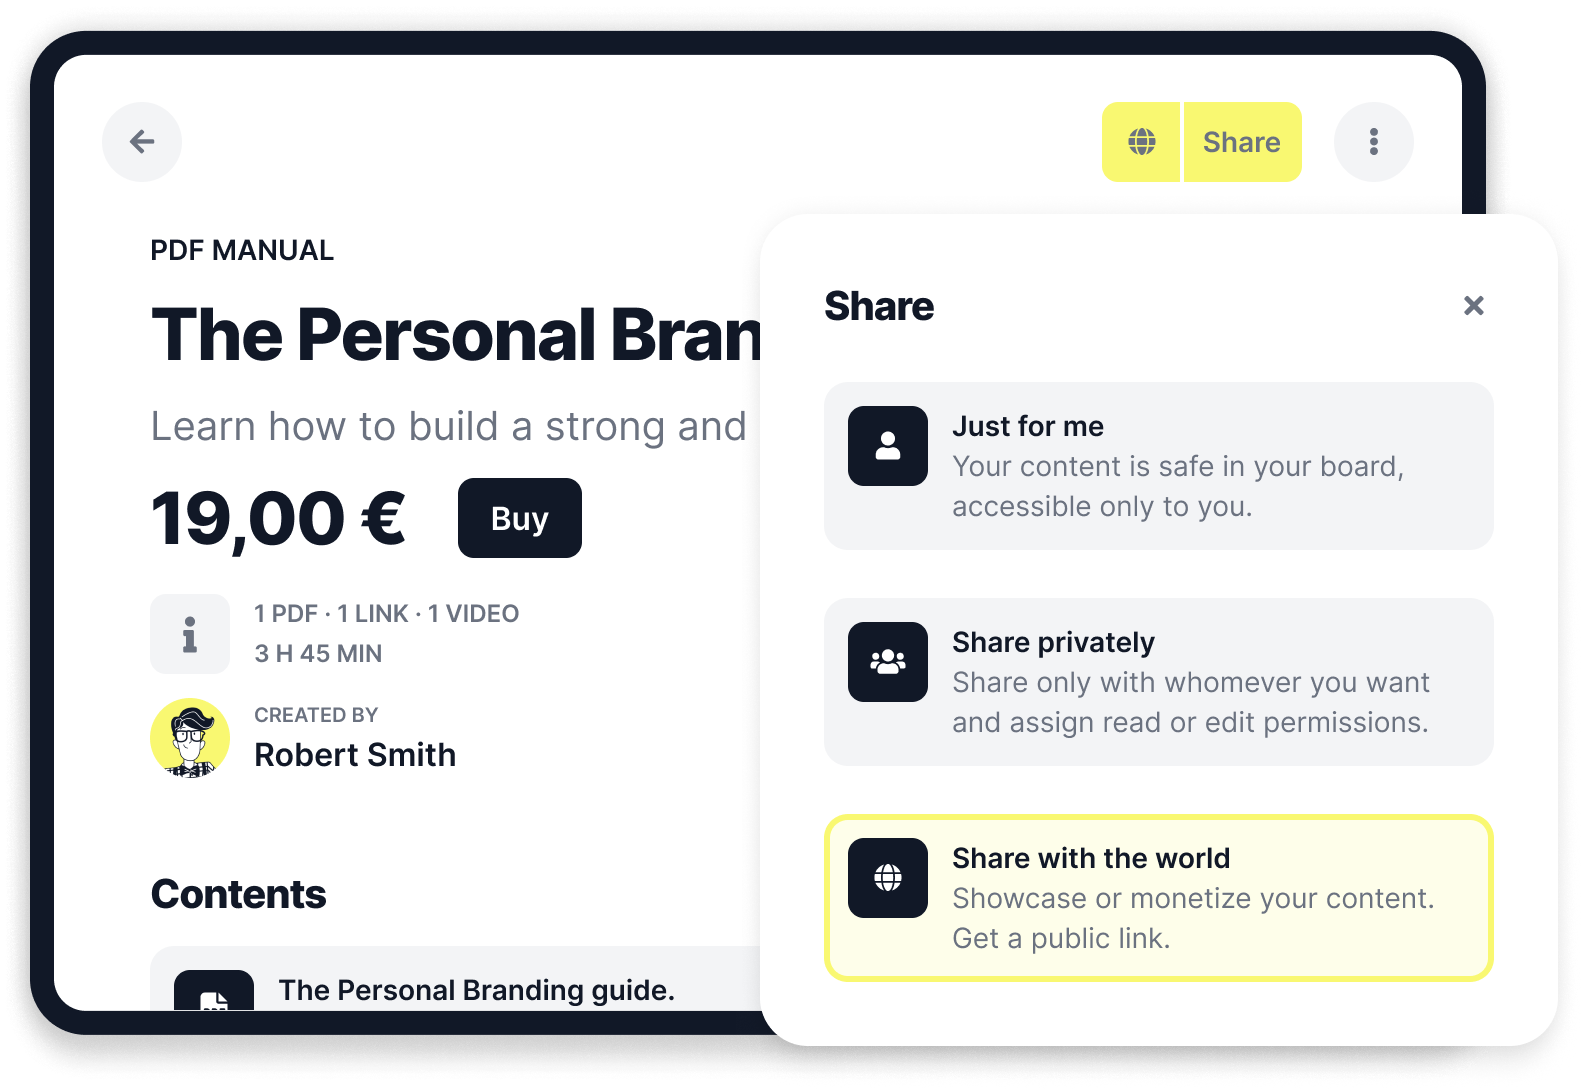 Share
PDF MANUAL
The Personal Bran
Learn how to build a strong and
19,00 €
Buy
1 PDF · 1 LINK · 1 VIDEO
3 H 45 MIN
CREATED BY
Robert Smith
Contents
The Personal Branding guide.
Share
Just for me
Your content is safe in your board,
accessible only to you.
Share privately
Share only with whomever you want
and assign read or edit permissions.
Share with the world
Showcase or monetize your content.
Get a public link.